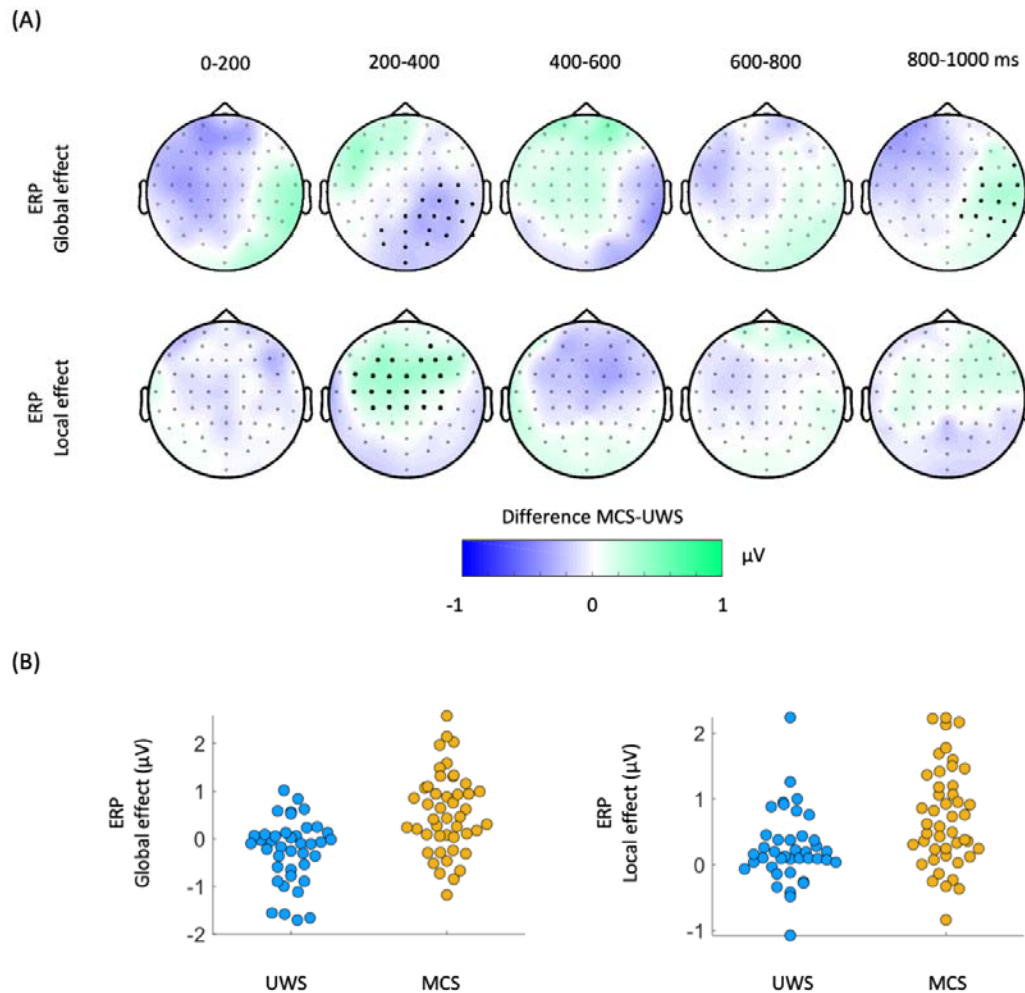 (A)
0-200 200-400 400-600 600-800 800-1000 ms
ERP
Global effect
ERP
Local effect
Difference MCS-UWS
µV
-1 0 1
(B)
ERP
Global effect (µV)
2
1
0
-1
-2
UWS MCS
ERP
Local effect (µV)
2
1
0
-1
UWS MCS